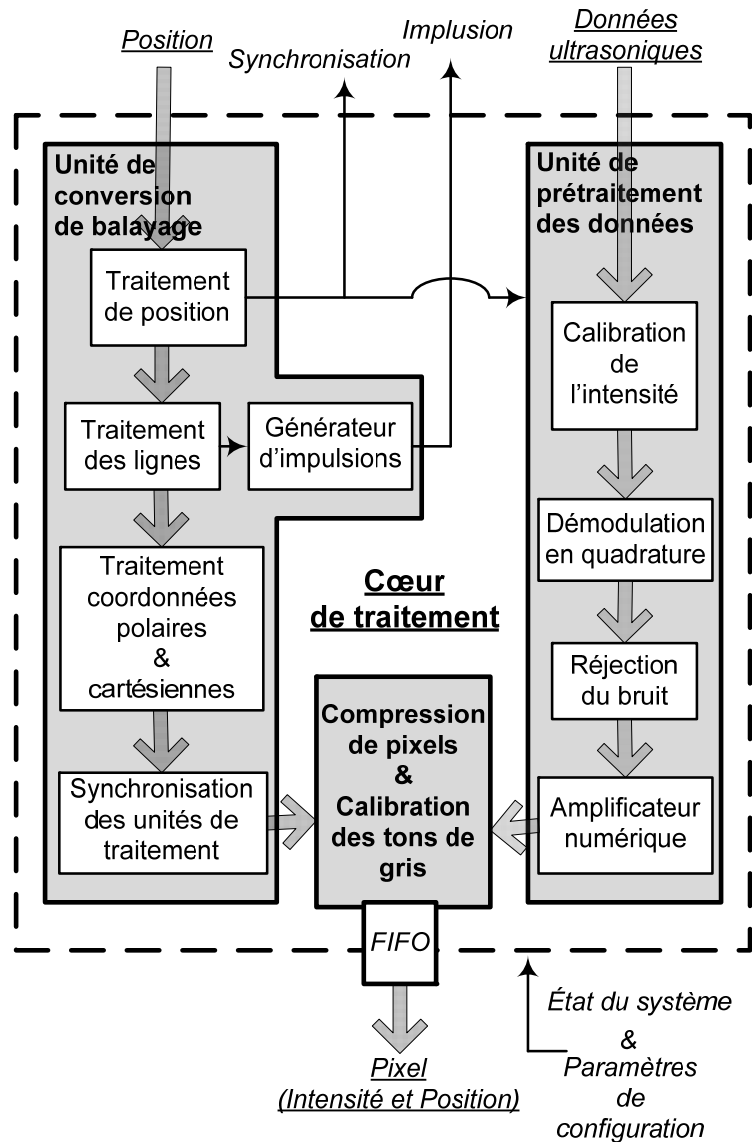 Position
Synchronisation
Implusion
Données
ultrasoniques
Unité de
conversion
de balayage
Traitement
de position
Traitement
des lignes
Générateur
d'impulsions
Traitement
coordonnées
polaires
&
cartésiennes
Synchronisation
des unités de
traitement
Cœur
de traitement
Compression
de pixels
&
Calibration
des tons de
gris
FIFO
Pixel
(Intensité et Position)
Unité de
prétraitement
des données
Calibration
de
l'intensité
Démodulation
en quadrature
Réjection
du bruit
Amplificateur
numérique
État du système
&
Paramètres
de
configuration